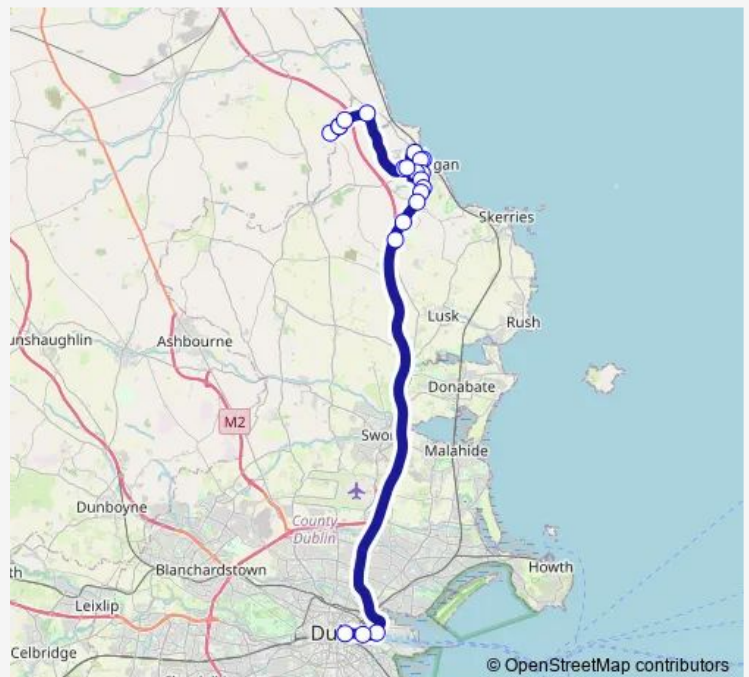 gan
Skerries
Lusk
Rush
unshaughlin
Ashbourne
Donabate
M2
Swor
Malahide
Dunboyne
County
Dublin
Blanchardstown
Howth
th
Leixlip
Du
Celbridge
© OpenStreetMap contributors